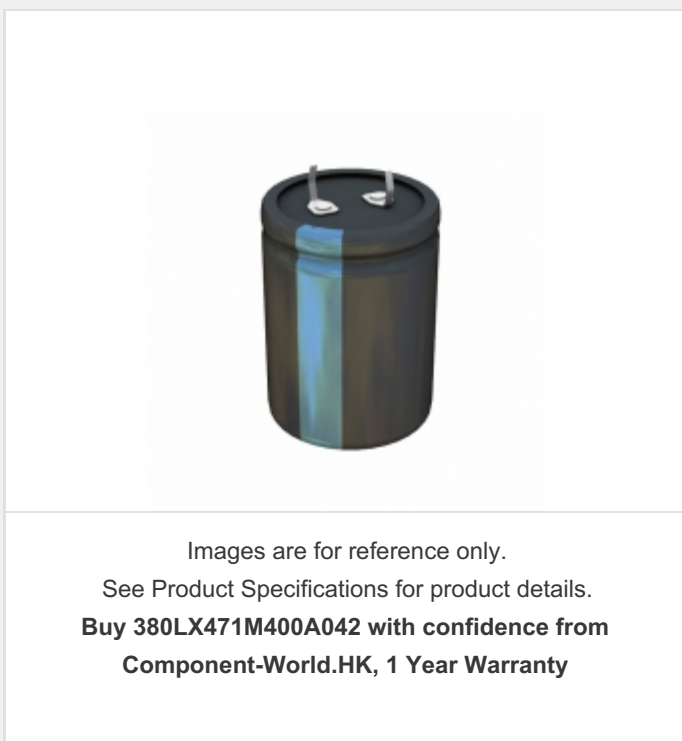 Images are for reference only.
See Product Specifications for product details.
Buy 380LX471M400A042 with confidence from
Component-World.HK, 1 Year Warranty